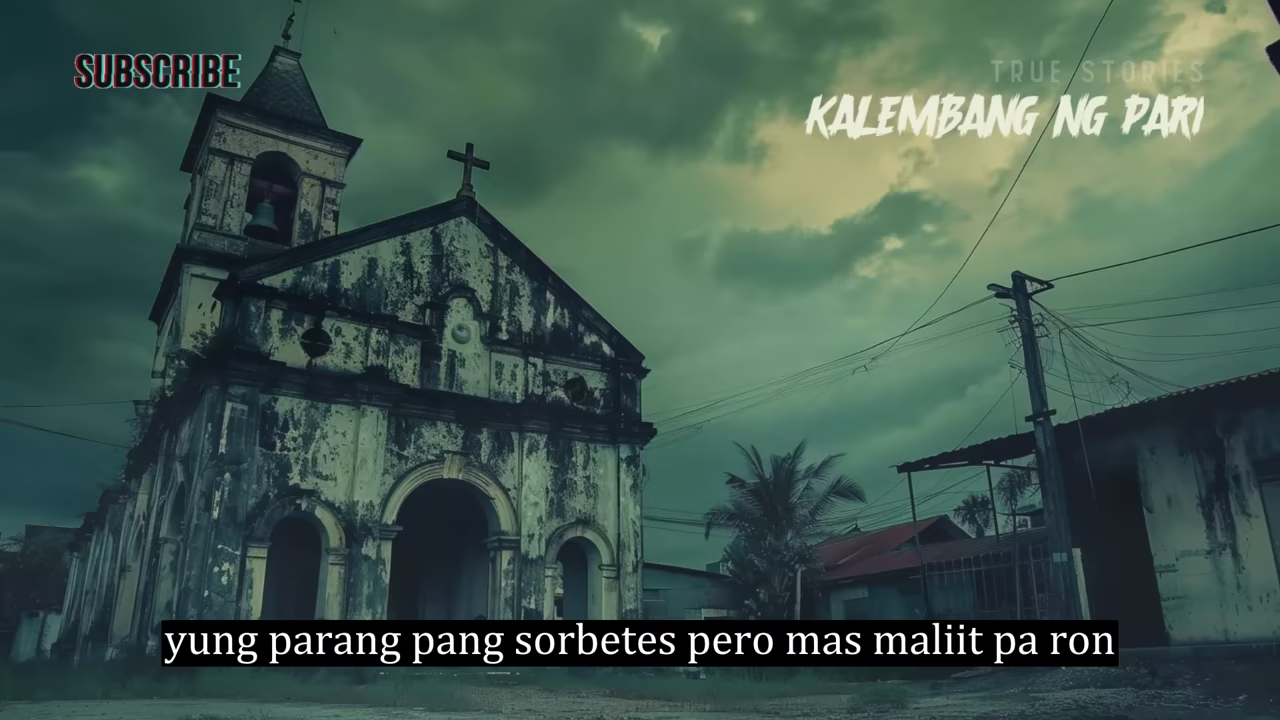 SUBSCRIBE
TRUE STORIES
KALEMBANG NG PARI
yung parang pang sorbetes pero mas maliit pa ron